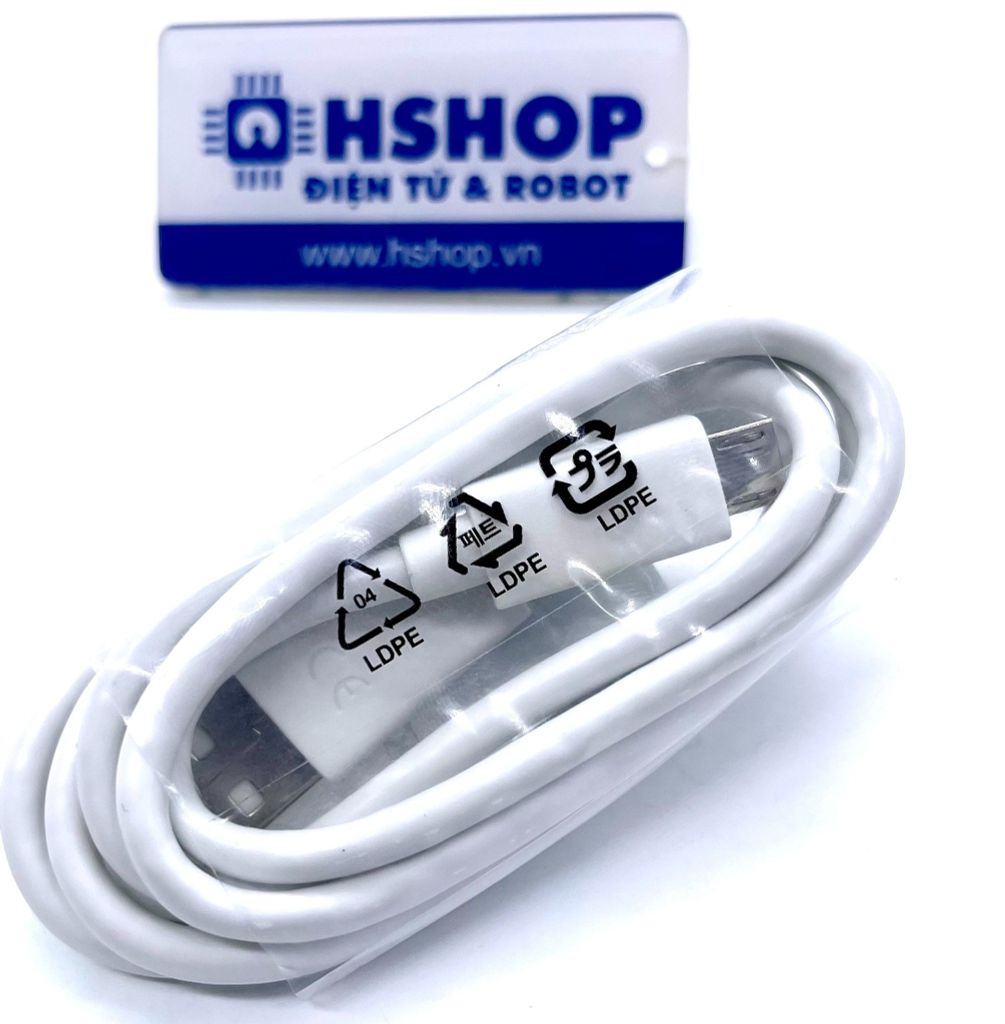 HSHOP
ĐIỆN TỬ & ROBOT
www.hshop.vn
プラ
LDPE
페트
LDPE
04
LDPE